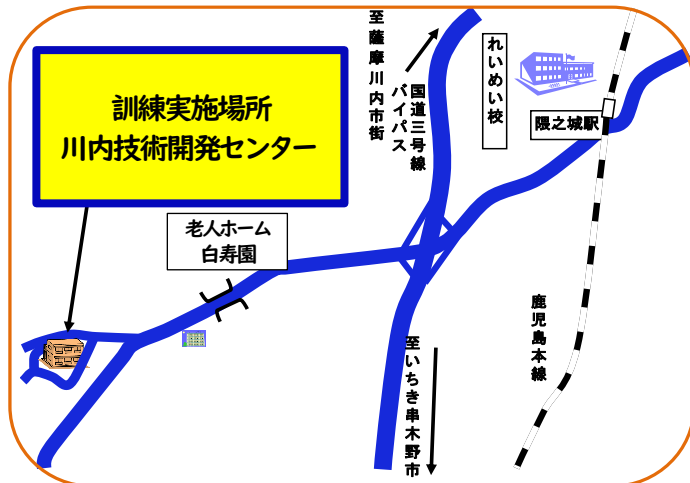 訓練実施場所
川内技術開発センター
至薩摩川内市街
国道三号線
バイパス
れいめい校
隈之城駅
老人ホーム
白寿園
鹿児島本線
至いちき串木野市